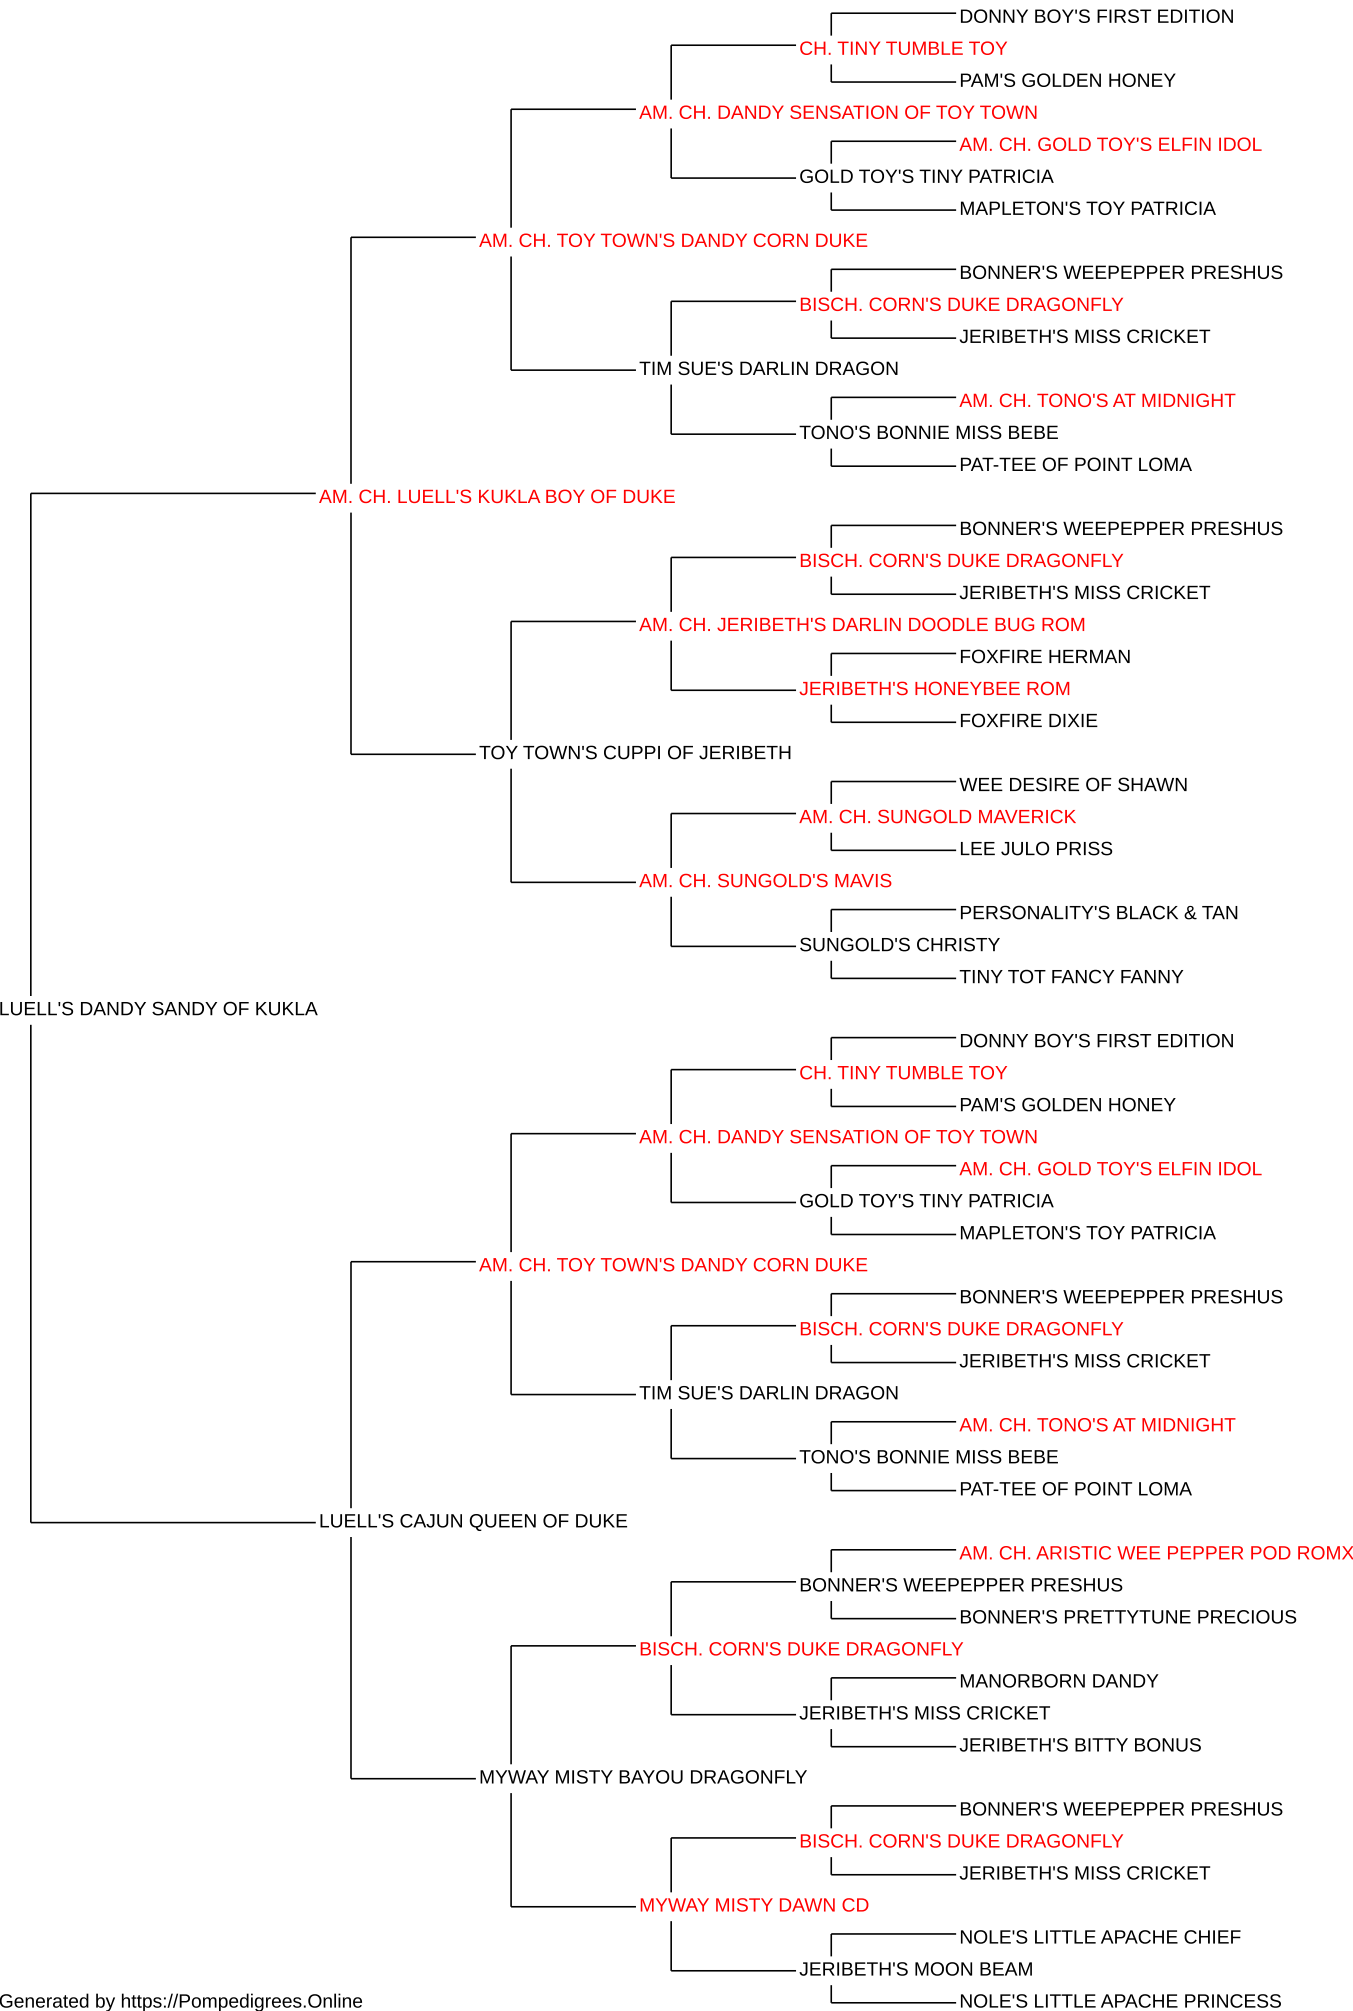 DONNY BOY'S FIRST EDITION
CH. TINY TUMBLE TOY
PAM'S GOLDEN HONEY
AM. CH. DANDY SENSATION OF TOY TOWN
AM. CH. GOLD TOY'S ELFIN IDOL
GOLD TOY'S TINY PATRICIA
MAPLETON'S TOY PATRICIA
AM. CH. TOY TOWN'S DANDY CORN DUKE
BONNER'S WEEPEPPER PRESHUS
BISCH. CORN'S DUKE DRAGONFLY
JERIBETH'S MISS CRICKET
TIM SUE'S DARLIN DRAGON
AM. CH. TONO'S AT MIDNIGHT
TONO'S BONNIE MISS BEBE
PAT-TEE OF POINT LOMA
AM. CH. LUELL'S KUKLA BOY OF DUKE
BONNER'S WEEPEPPER PRESHUS
BISCH. CORN'S DUKE DRAGONFLY
JERIBETH'S MISS CRICKET
AM. CH. JERIBETH'S DARLIN DOODLE BUG ROM
FOXFIRE HERMAN
JERIBETH'S HONEYBEE ROM
FOXFIRE DIXIE
TOY TOWN'S CUPPI OF JERIBETH
WEE DESIRE OF SHAWN
AM. CH. SUNGOLD MAVERICK
LEE JULO PRISS
AM. CH. SUNGOLD'S MAVIS
PERSONALITY'S BLACK & TAN
SUNGOLD'S CHRISTY
TINY TOT FANCY FANNY
LUELL'S DANDY SANDY OF KUKLA
DONNY BOY'S FIRST EDITION
CH. TINY TUMBLE TOY
PAM'S GOLDEN HONEY
AM. CH. DANDY SENSATION OF TOY TOWN
AM. CH. GOLD TOY'S ELFIN IDOL
GOLD TOY'S TINY PATRICIA
MAPLETON'S TOY PATRICIA
AM. CH. TOY TOWN'S DANDY CORN DUKE
BONNER'S WEEPEPPER PRESHUS
BISCH. CORN'S DUKE DRAGONFLY
JERIBETH'S MISS CRICKET
TIM SUE'S DARLIN DRAGON
AM. CH. TONO'S AT MIDNIGHT
TONO'S BONNIE MISS BEBE
PAT-TEE OF POINT LOMA
LUELL'S CAJUN QUEEN OF DUKE
AM. CH. ARISTIC WEE PEPPER POD ROMX
BONNER'S WEEPEPPER PRESHUS
BONNER'S PRETTYTUNE PRECIOUS
BISCH. CORN'S DUKE DRAGONFLY
MANORBORN DANDY
JERIBETH'S MISS CRICKET
JERIBETH'S BITTY BONUS
MYWAY MISTY BAYOU DRAGONFLY
BONNER'S WEEPEPPER PRESHUS
BISCH. CORN'S DUKE DRAGONFLY
JERIBETH'S MISS CRICKET
MYWAY MISTY DAWN CD
NOLE'S LITTLE APACHE CHIEF
JERIBETH'S MOON BEAM
NOLE'S LITTLE APACHE PRINCESS
Generated by https://Pompedigrees.Online